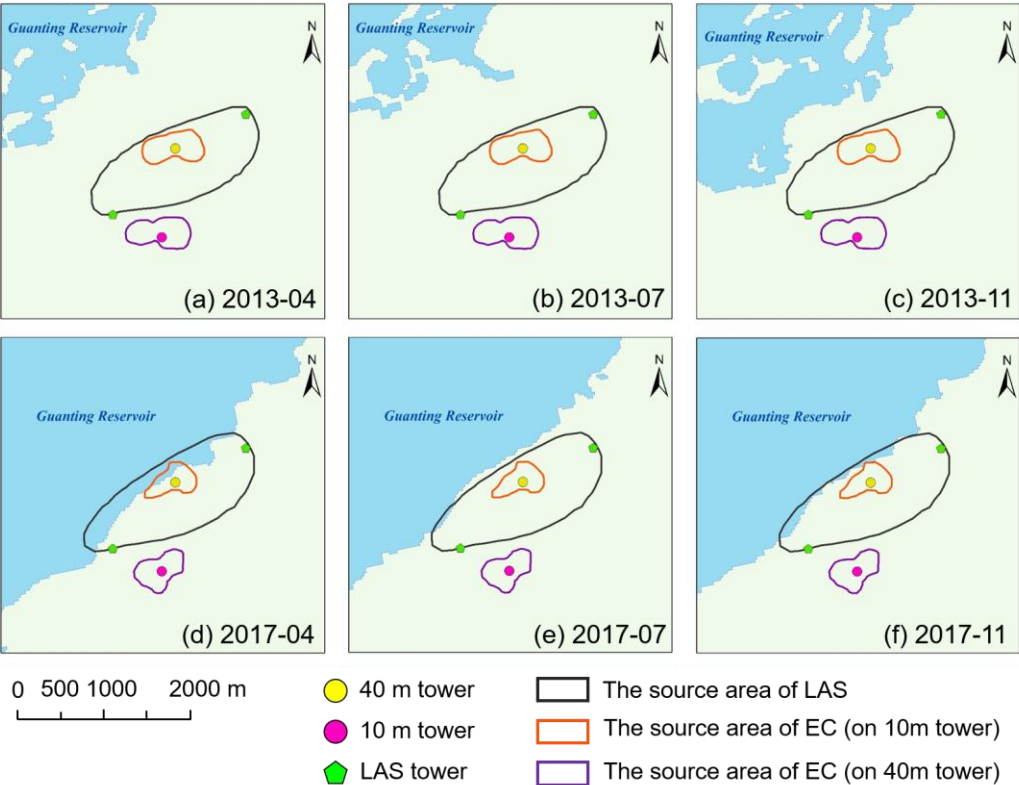 Guanting Reservoir
N
(a) 2013-04
Guanting Reservoir
N
(b) 2013-07
Guanting Reservoir
N
(c) 2013-11
Guanting Reservoir
N
(d) 2017-04
Guanting Reservoir
N
(e) 2017-07
Guanting Reservoir
N
(f) 2017-11
0 500 1000 2000 m
40 m tower
10 m tower
LAS tower
The source area of LAS
The source area of EC (on 10m tower)
The source area of EC (on 40m tower)